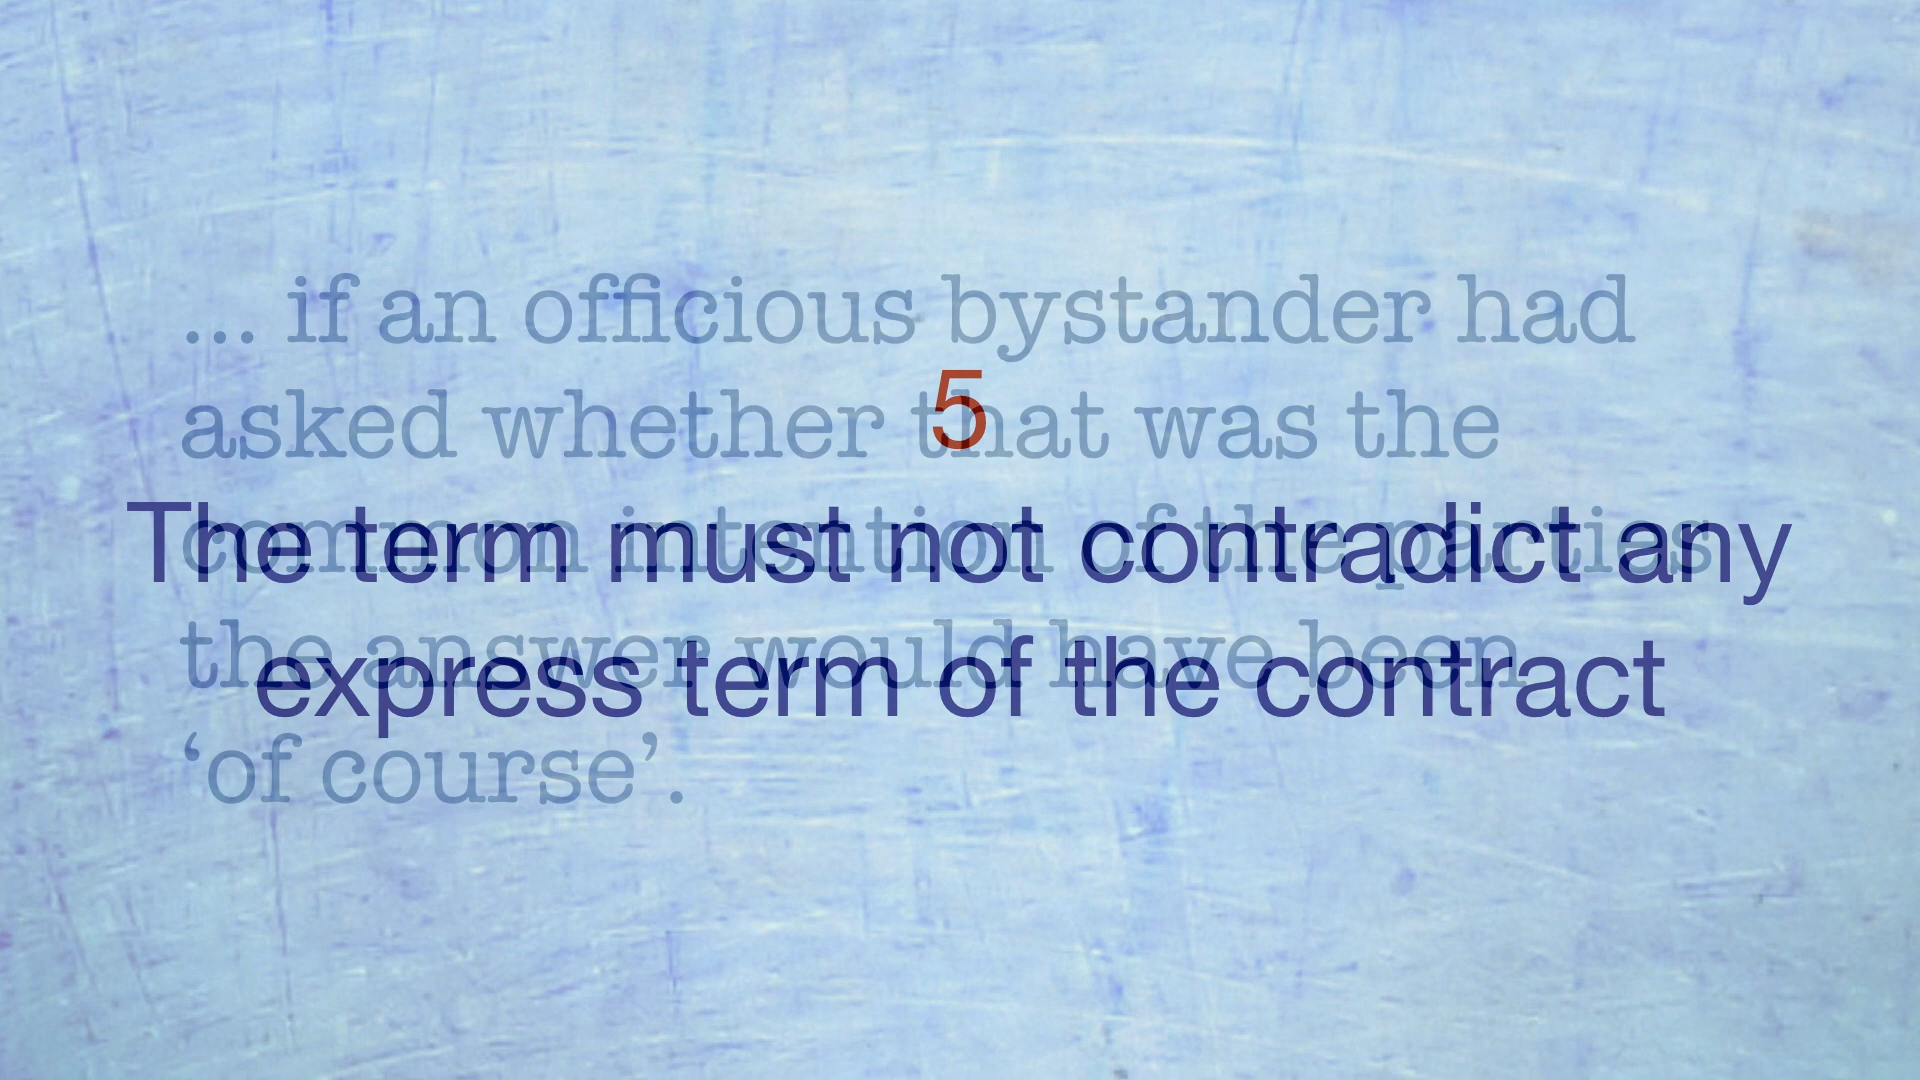 ... if an officious bystander had
asked whether that was the
common intention of the parties
the answer would have been
‘of course’.
5
The term must not contradict any
express term of the contract